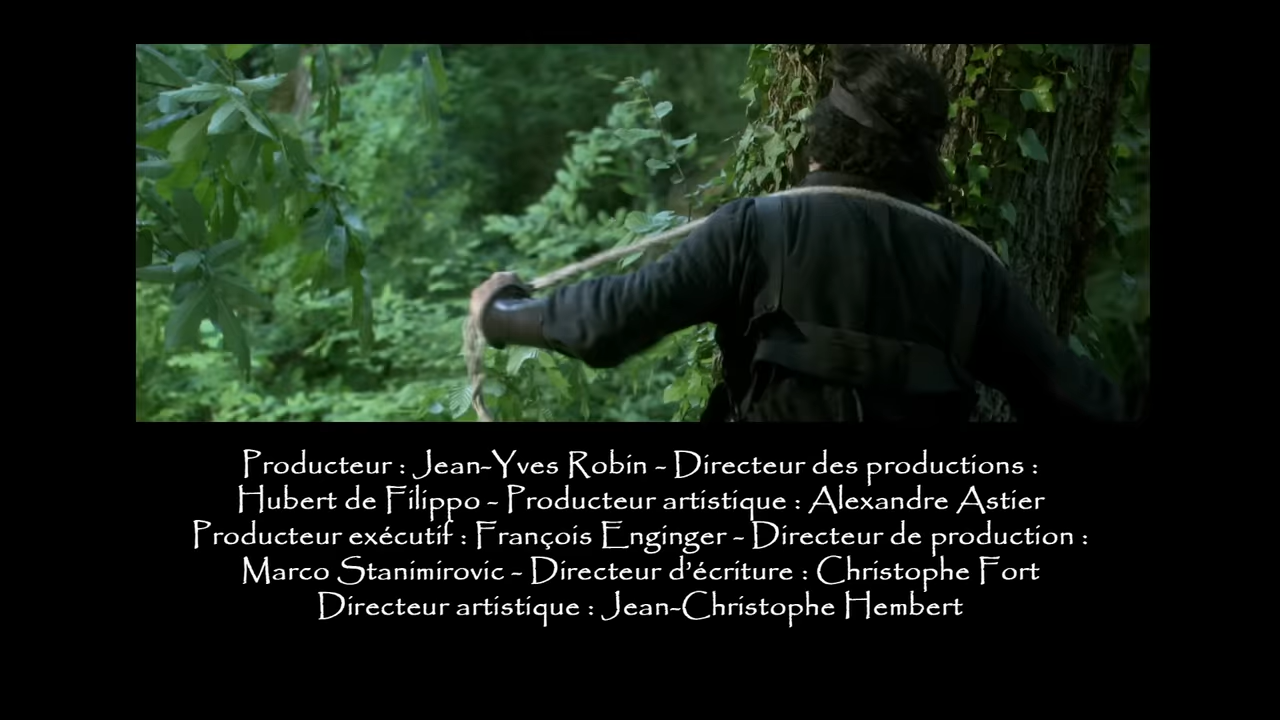 Producteur : Jean-Yves Robin - Directeur des productions :
Hubert de Filippo - Producteur artistique : Alexandre Astier
Producteur exécutif : François Enginger - Directeur de production :
Marco Stanimirovic - Directeur d'écriture : Christophe Fort
Directeur artistique : Jean-Christophe Hembert